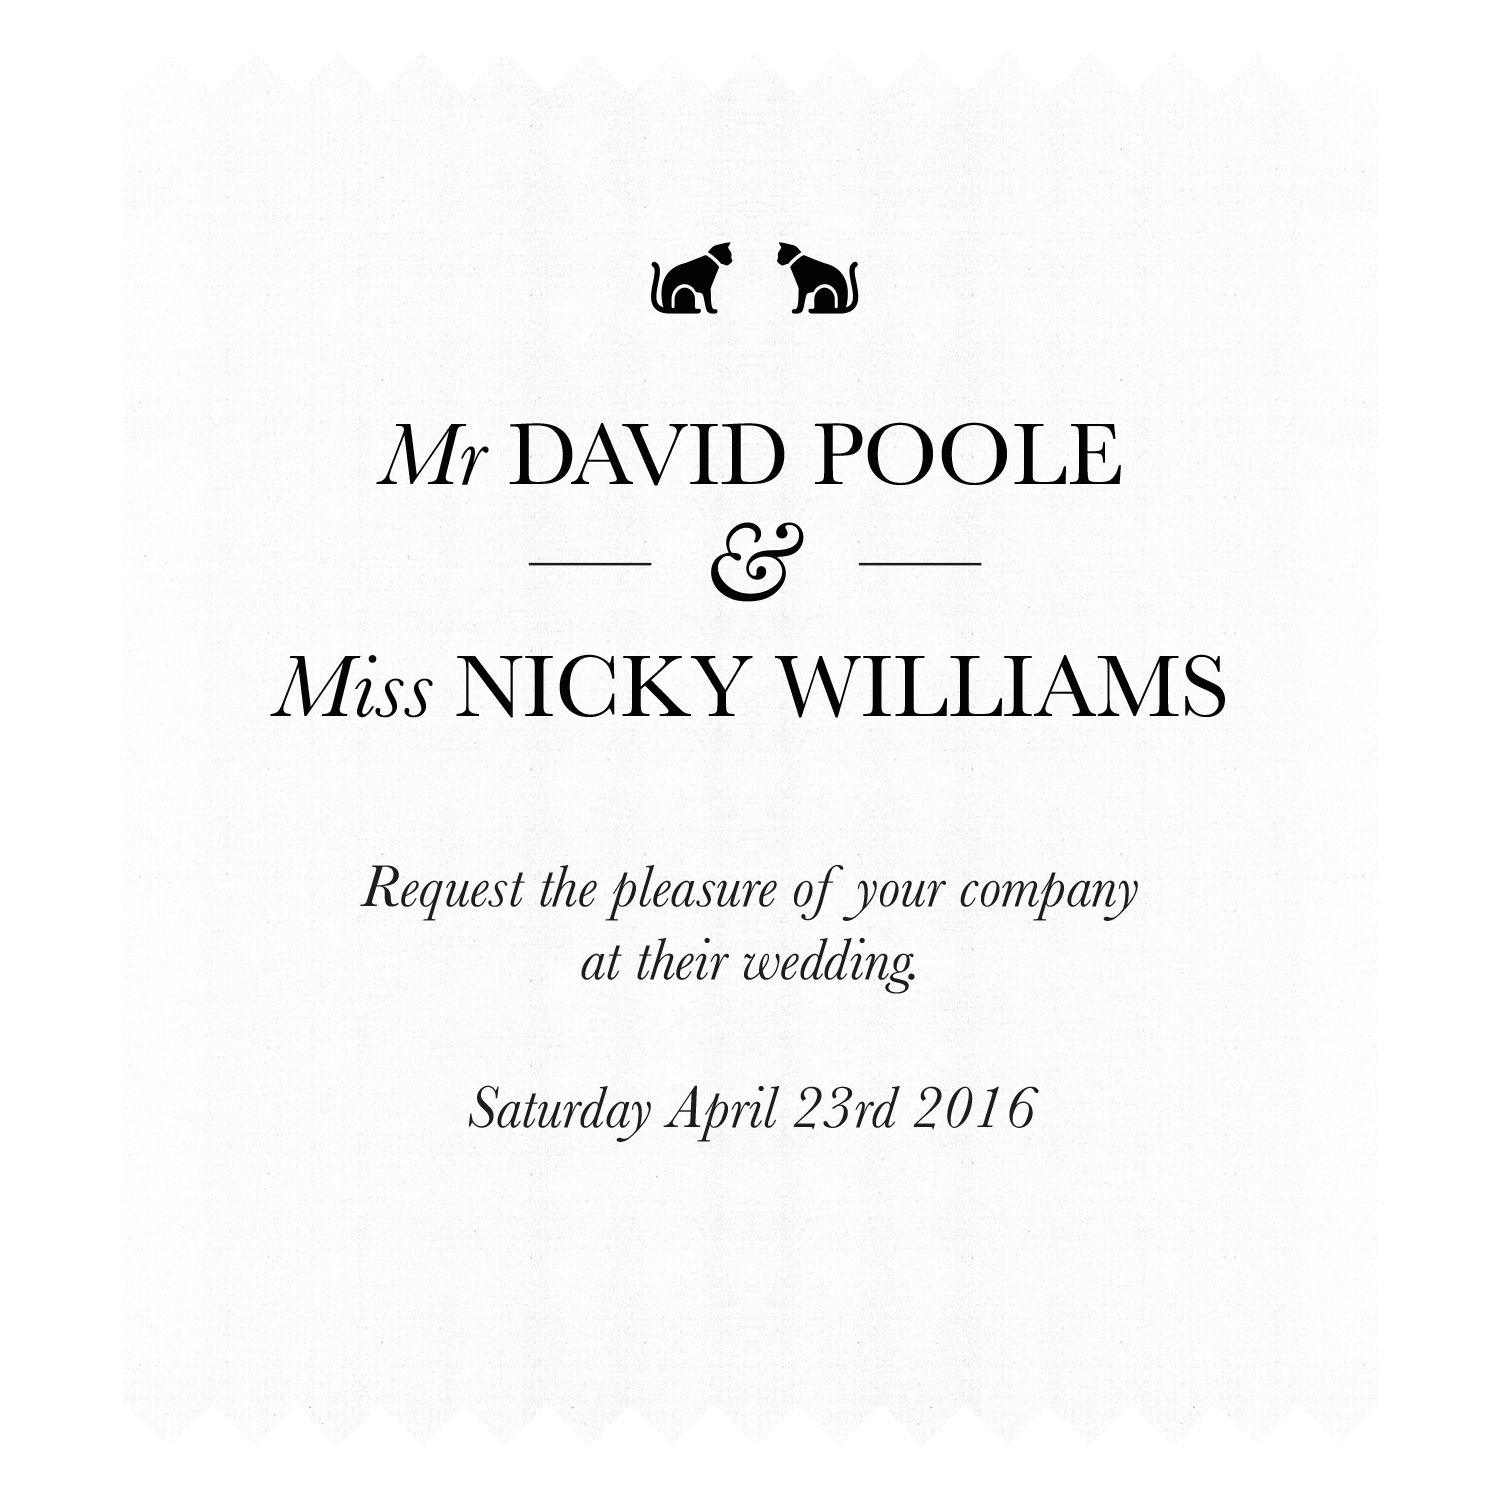 Mr DAVID POOLE
&
Miss NICKY WILLIAMS
Request the pleasure of your company
at their wedding.
Saturday April 23rd 2016